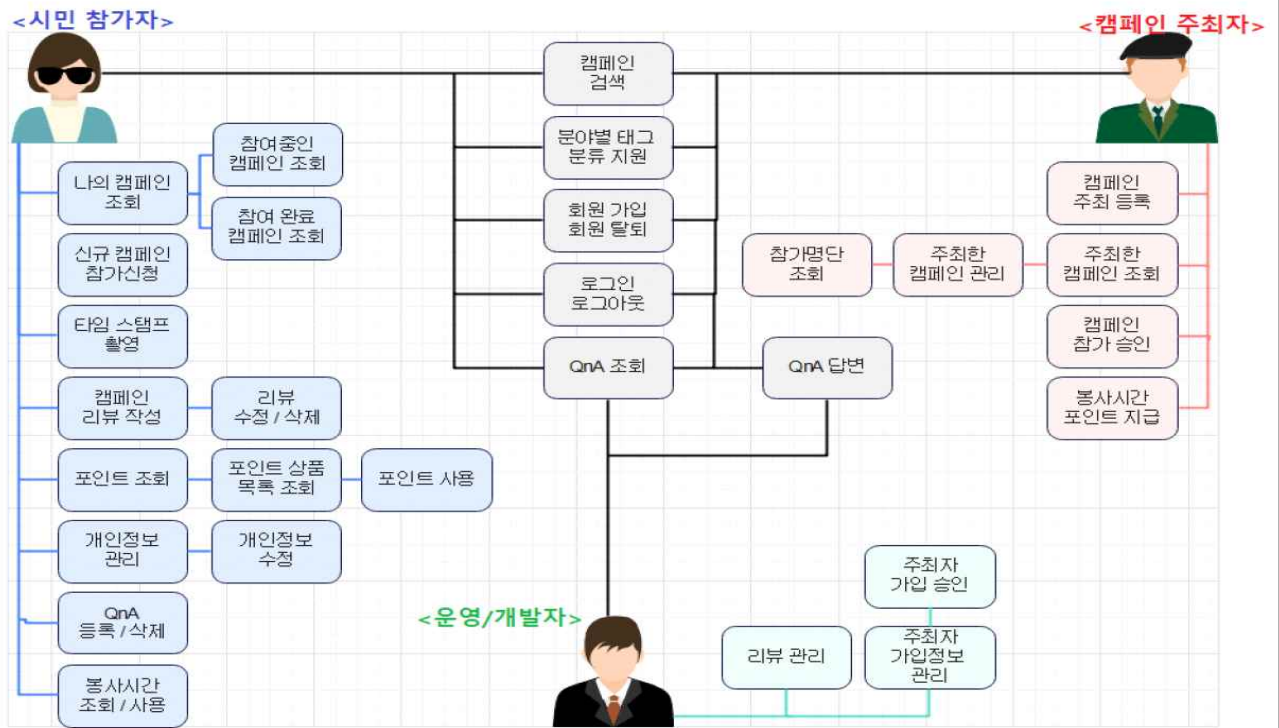 <시민 참가자>
<캠페인 주최자>
캠페인
검색
분야별 태그
분류 지원
회원 가입
회원 탈퇴
로그인
로그아웃
QnA 조회
QnA 답변
나의 캠페인
조회
참여중인
캠페인 조회
참여 완료
캠페인 조회
신규 캠페인
참가신청
타임 스탬프
촬영
캠페인
리뷰 작성
리뷰
수정 / 삭제
포인트 조회
포인트 상품
목록 조회
포인트 사용
개인정보
관리
개인정보
수정
QnA
등록 / 삭제
봉사시간
조회 / 사용
캠페인
주최 등록
참가명단
조회
주최한
캠페인 관리
주최한
캠페인 조회
캠페인
참가 승인
봉사시간
포인트 지급
<운영/개발자>
주최자
가입 승인
리뷰 관리
주최자
가입정보
관리